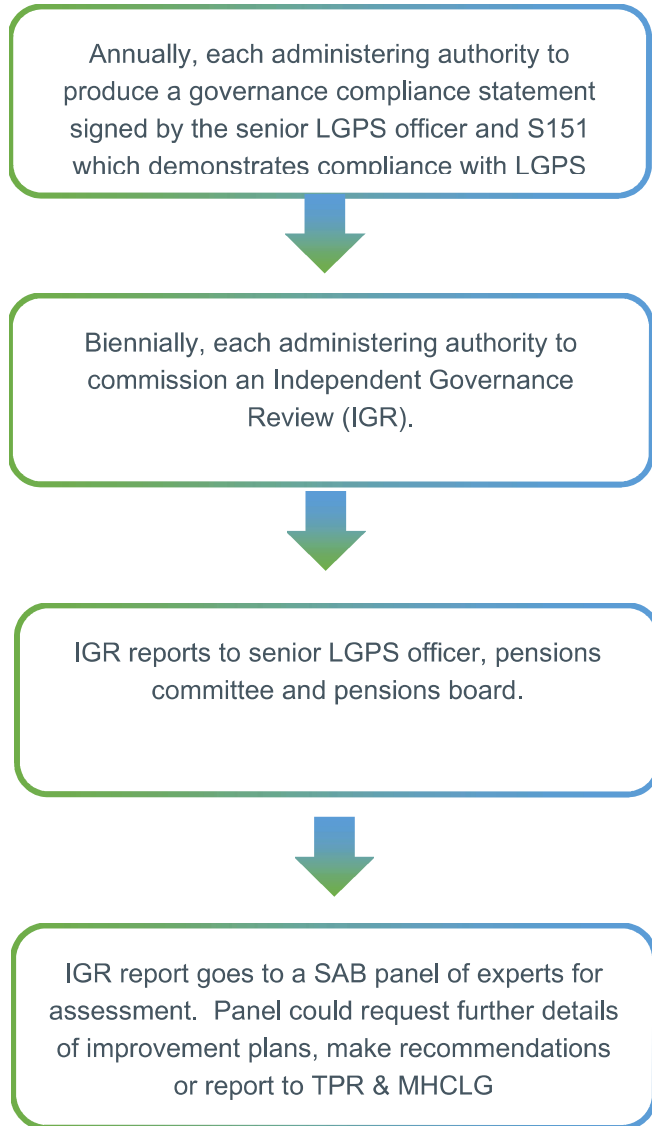 Annually, each administering authority to
produce a governance compliance statement
signed by the senior LGPS officer and S151
which demonstrates compliance with LGPS
Biennially, each administering authority to
commission an Independent Governance
Review (IGR).
IGR reports to senior LGPS officer, pensions
committee and pensions board.
IGR report goes to a SAB panel of experts for
assessment.  Panel could request further details
of improvement plans, make recommendations
or report to TPR & MHCLG